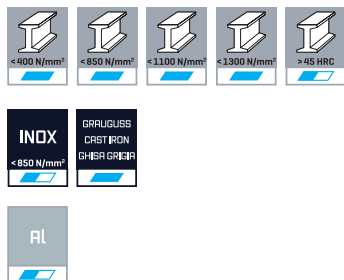 <400 N/mm² <850 N/mm² <1100 N/mm² <1300 N/mm² >45 HRC
INOX
<850 N/mm²
GRAUGUSS
CAST IRON
GHISA GRIGIA
Al